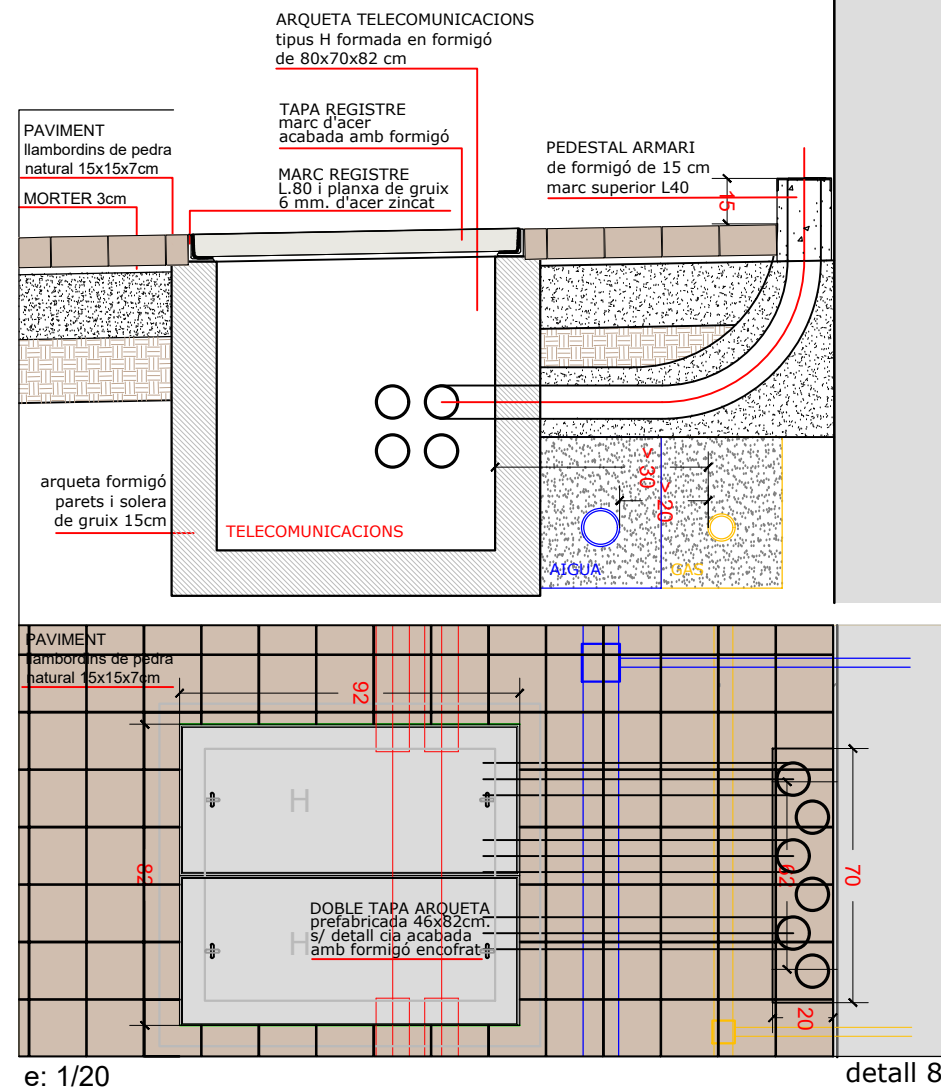 ARQUETA TELECOMUNICACIONS
tipus H formada en formigó
de 80x70x82 cm
TAPA REGISTRE
marc d'acer
acabada amb formigó
PAVIMENT
llambordins de pedra
natural 15x15x7cm
MORTER 3cm
MARC REGISTRE
L.80 i planxa de gruix
6 mm. d'acer zincat
PEDESTAL ARMARI
de formigó de 15 cm
marc superior L40
15
arqueta formigó
parets i solera
de gruix 15cm
TELECOMUNICACIONS
> 30
> 20
AIGUA
GAS
PAVIMENT
llambordins de pedra
natural 15x15x7cm
92
82
H
H
DOBLE TAPA ARQUETA
prefabricada 46x82cm.
s/ detall cia acabada
amb formigó encofrat
62
70
20
e: 1/20
detall 8